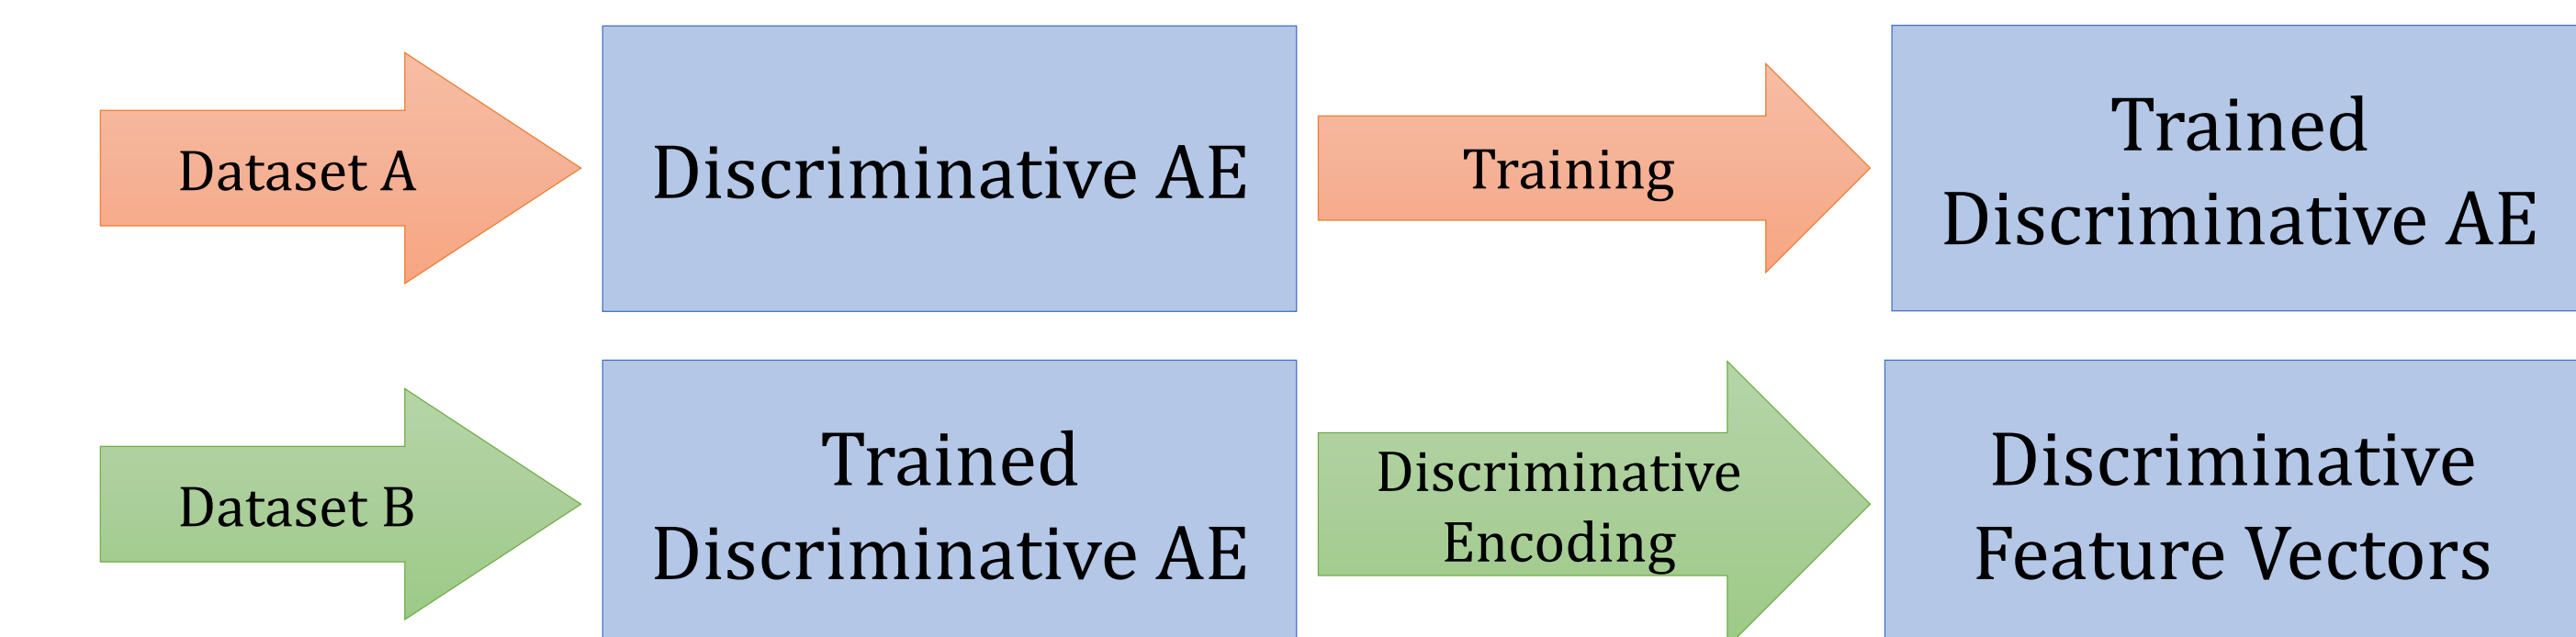 Dataset A
Discriminative AE
Training
Trained
Discriminative AE
Dataset B
Trained
Discriminative AE
Discriminative
Encoding
Discriminative
Feature Vectors